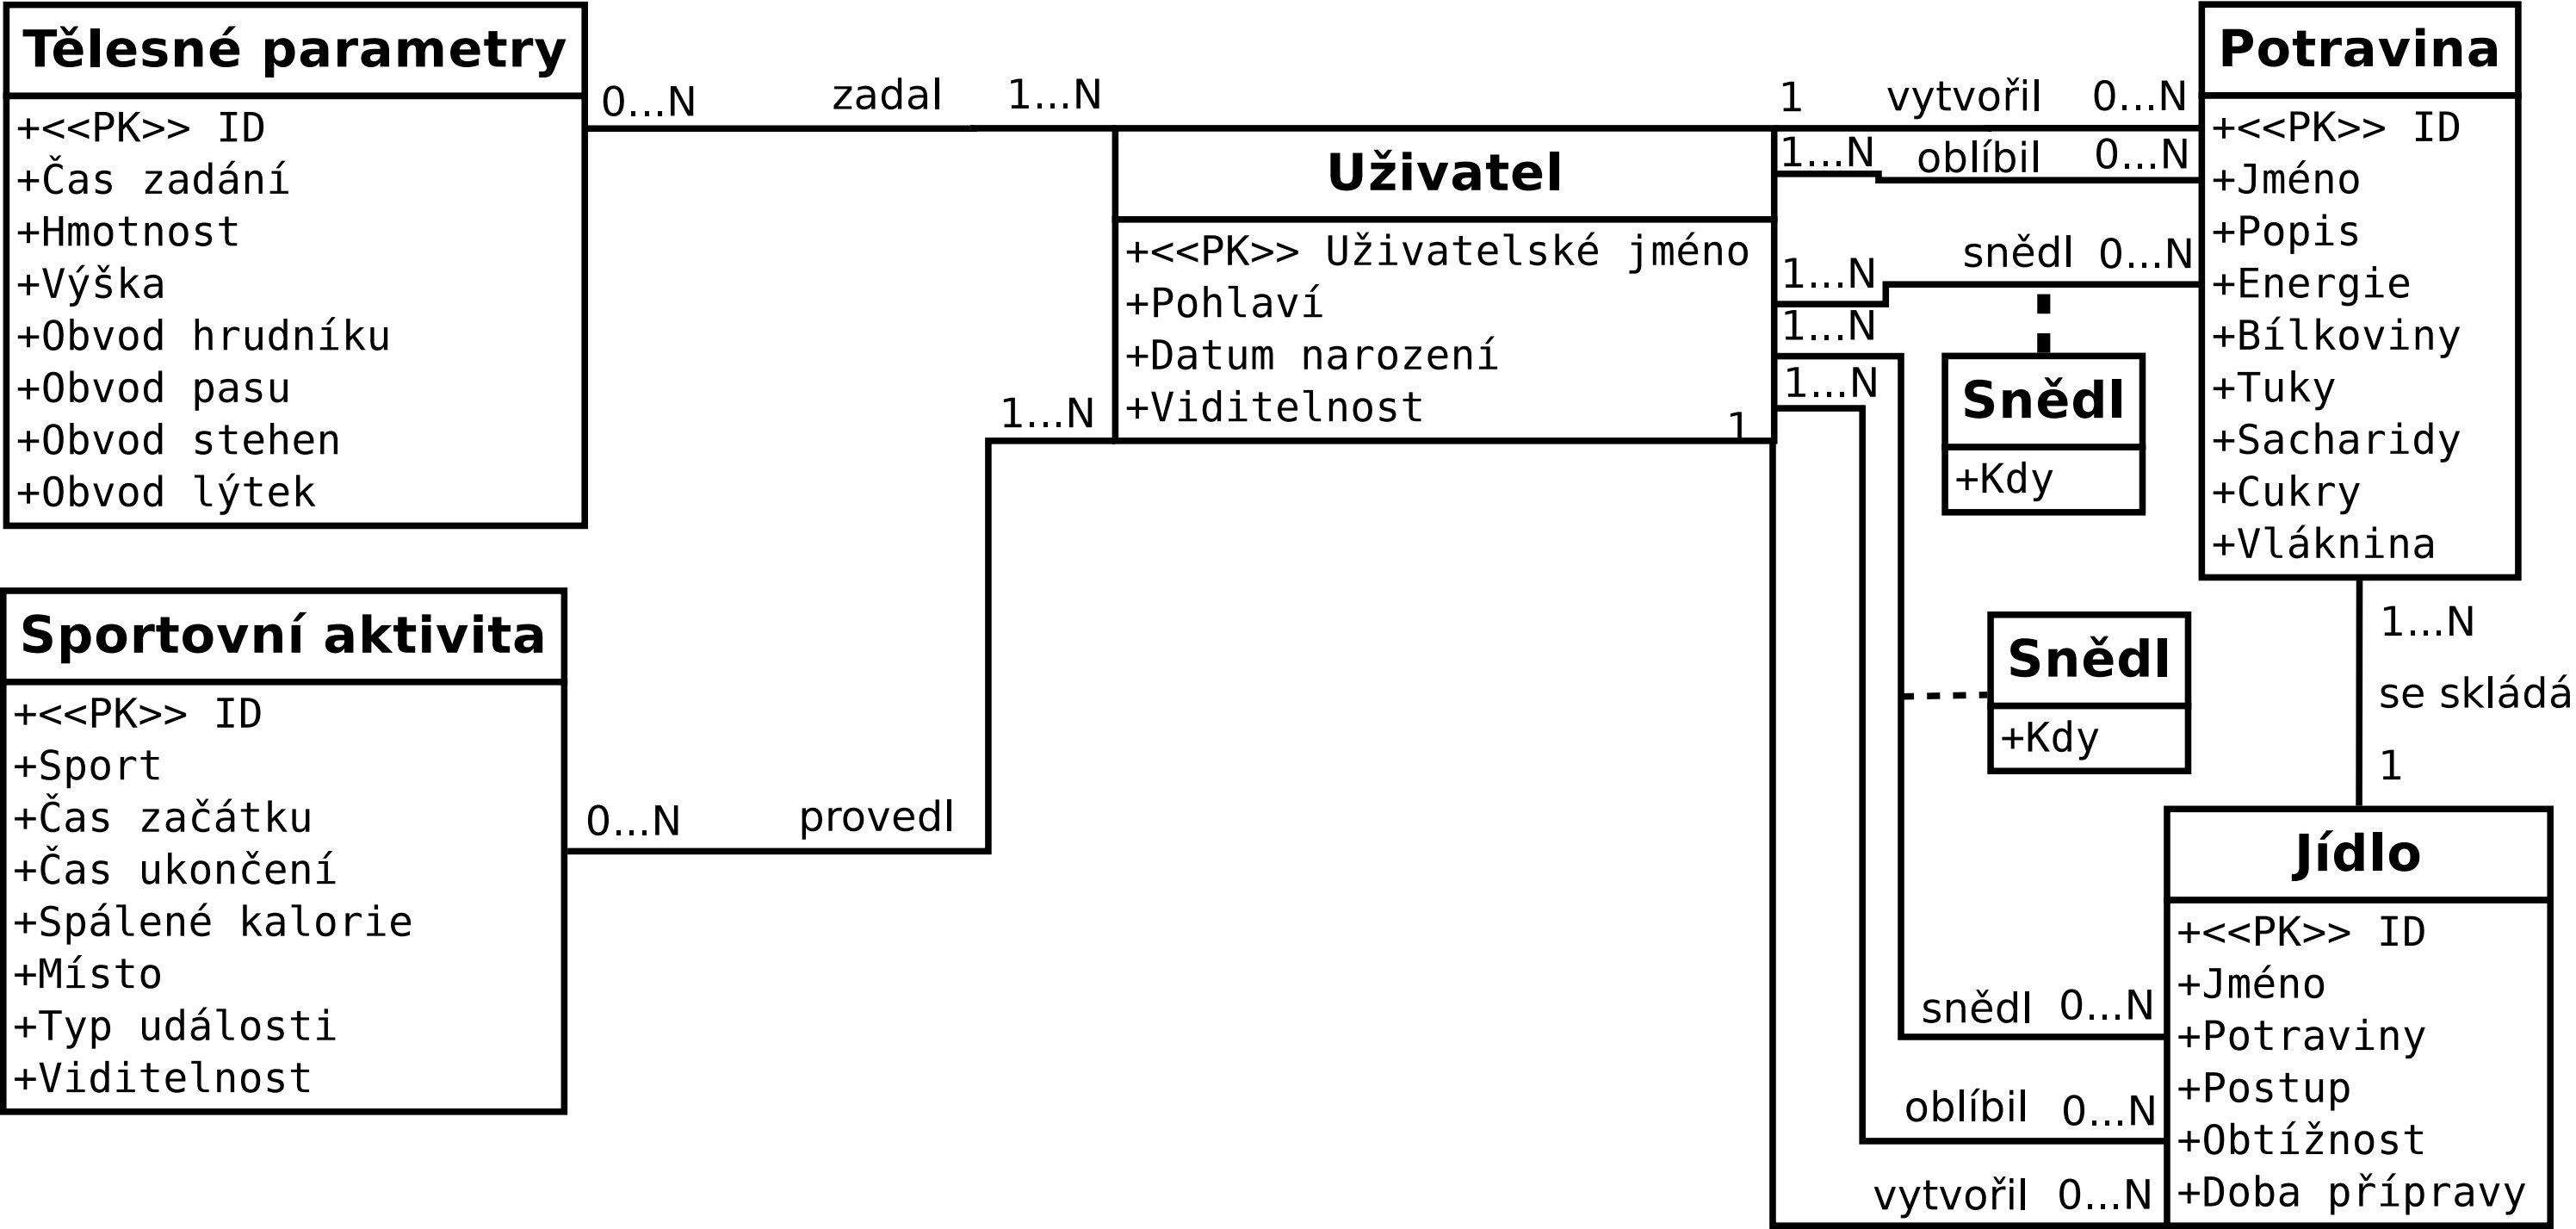 Tělesné parametry
+<<PK>> ID
+Čas zadání
+Hmotnost
+Výška
+Obvod hrudníku
+Obvod pasu
+Obvod stehen
+Obvod lýtek
0...N
zadal
1...N
Uživatel
+<<PK>> Uživatelské jméno
+Pohlaví
+Datum narození
+Viditelnost
1
vytvořil
0...N
1...N
oblíbil
0...N
1...N
snědl
0...N
1...N
1...N
1...N
1
Snědl
+Kdy
Potravina
+<<PK>> ID
+Jméno
+Popis
+Energie
+Bílkoviny
+Tuky
+Sacharidy
+Cukry
+Vláknina
Sportovní aktivita
+<<PK>> ID
+Sport
+Čas začátku
+Čas ukončení
+Spálené kalorie
+Místo
+Typ události
+Viditelnost
0...N
provedl
Snědl
+Kdy
1...N
se skládá
1
Jídlo
+<<PK>> ID
+Jméno
+Potraviny
+Postup
+Obtížnost
+Doba přípravy
snědl
0...N
oblíbil
0...N
vytvořil
0...N